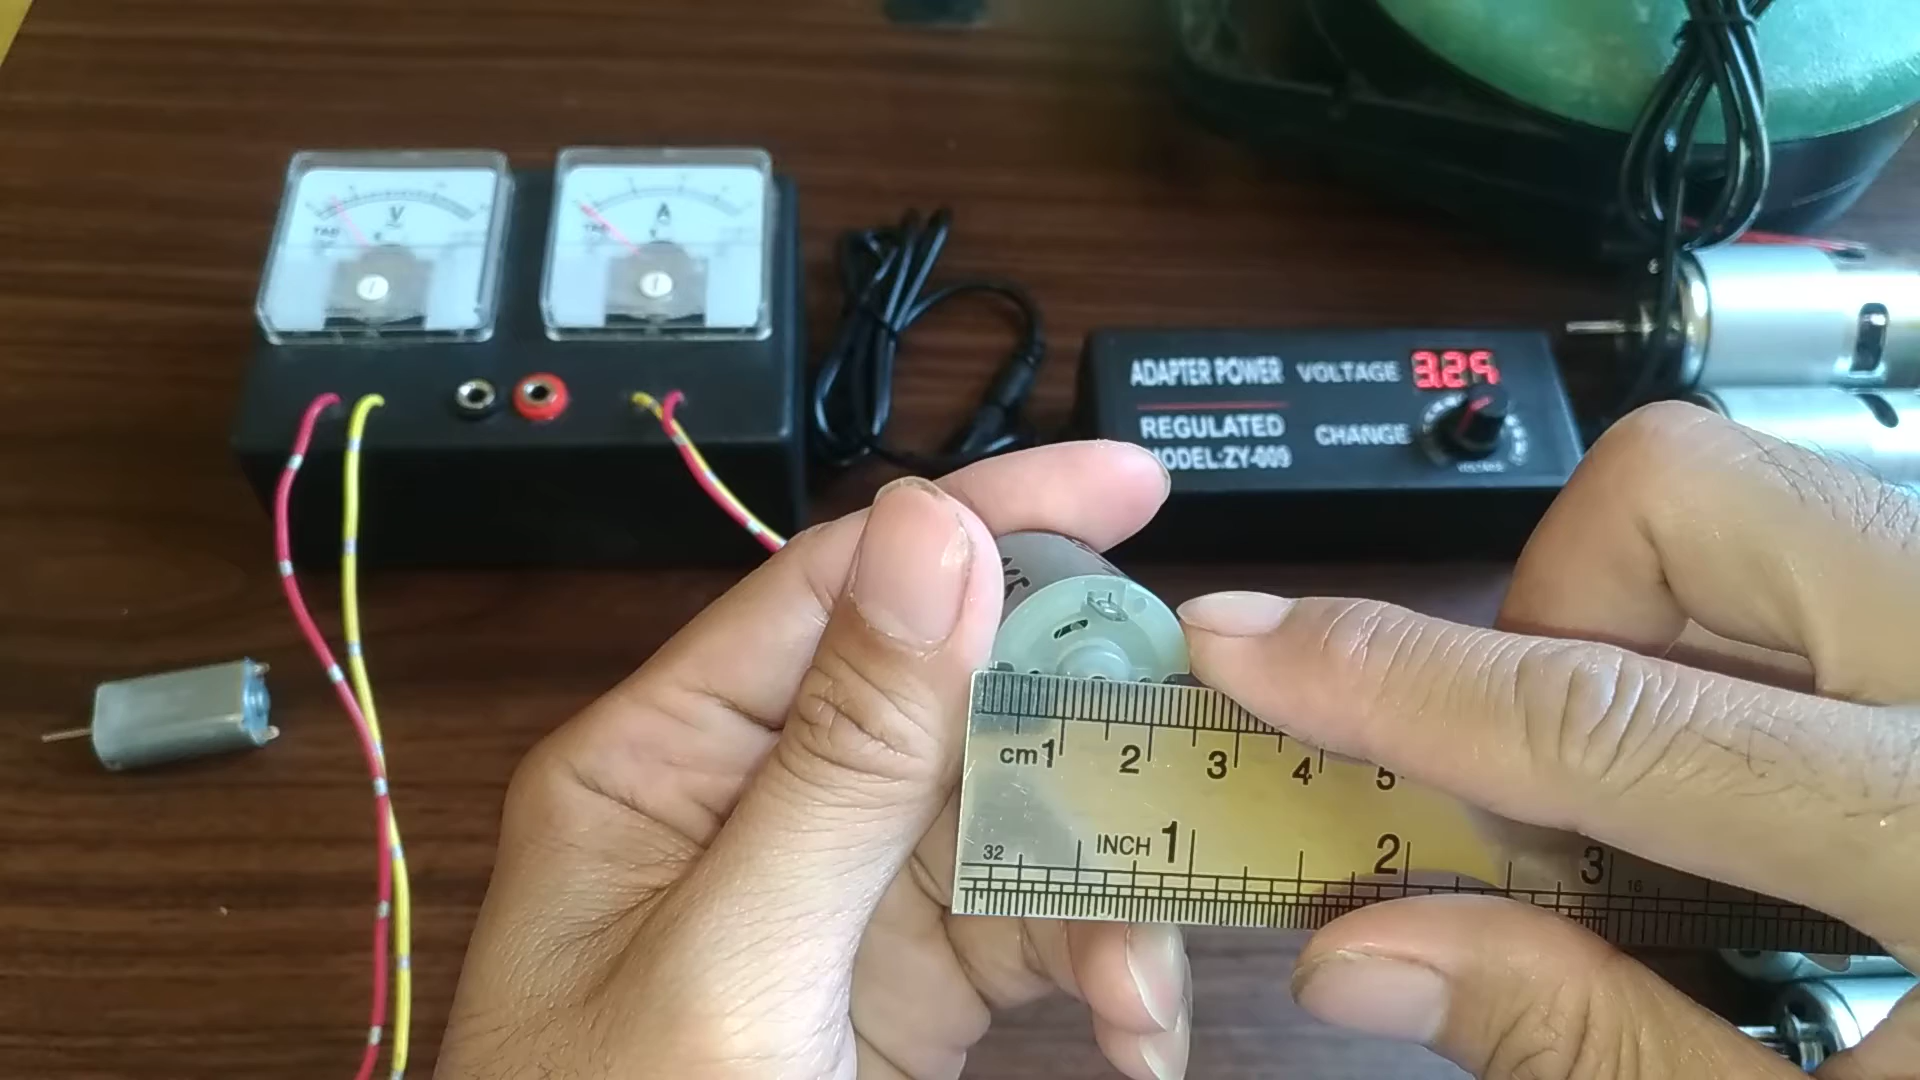 V
A
ADAPTER POWER
VOLTAGE
3.29
REGULATED
CHANGE
MODEL:ZY-009
VOLTAGE
cm 1 2 3 4 5
INCH 1 2 3
32
16